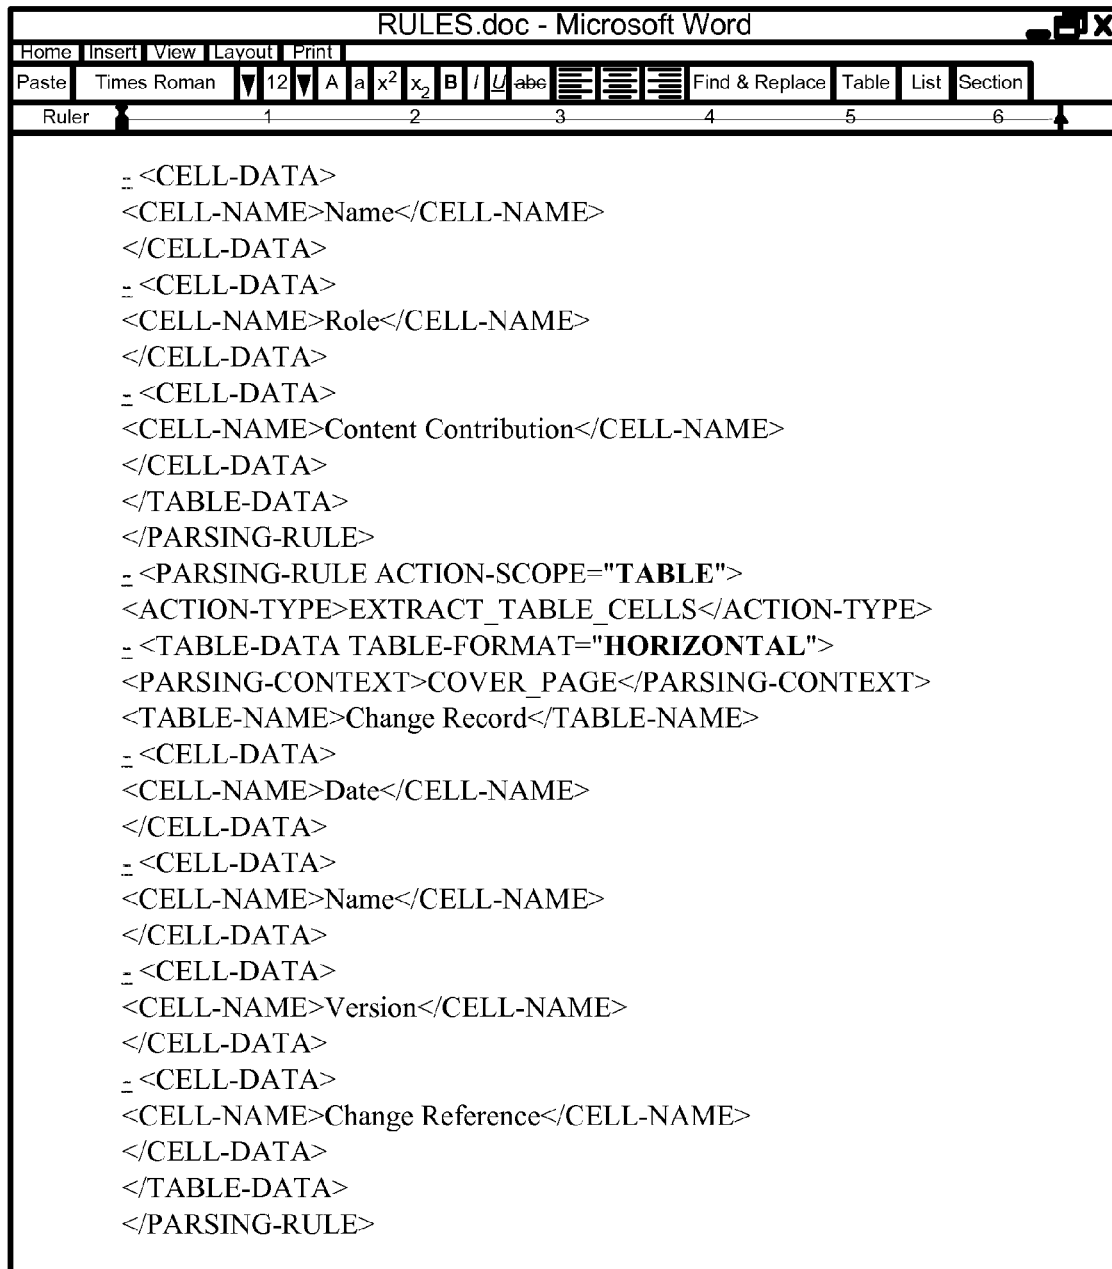 RULES.doc - Microsoft Word
Home Insert View Layout Print
Paste Times Roman 12 A a x² x₂ B I U abc Find & Replace Table List Section
Ruler 1 2 3 4 5 6
- <CELL-DATA>
<CELL-NAME>Name</CELL-NAME>
</CELL-DATA>
- <CELL-DATA>
<CELL-NAME>Role</CELL-NAME>
</CELL-DATA>
- <CELL-DATA>
<CELL-NAME>Content Contribution</CELL-NAME>
</CELL-DATA>
</TABLE-DATA>
</PARSING-RULE>
- <PARSING-RULE ACTION-SCOPE="TABLE">
<ACTION-TYPE>EXTRACT_TABLE_CELLS</ACTION-TYPE>
- <TABLE-DATA TABLE-FORMAT="HORIZONTAL">
<PARSING-CONTEXT>COVER_PAGE</PARSING-CONTEXT>
<TABLE-NAME>Change Record</TABLE-NAME>
- <CELL-DATA>
<CELL-NAME>Date</CELL-NAME>
</CELL-DATA>
- <CELL-DATA>
<CELL-NAME>Name</CELL-NAME>
</CELL-DATA>
- <CELL-DATA>
<CELL-NAME>Version</CELL-NAME>
</CELL-DATA>
- <CELL-DATA>
<CELL-NAME>Change Reference</CELL-NAME>
</CELL-DATA>
</TABLE-DATA>
</PARSING-RULE>